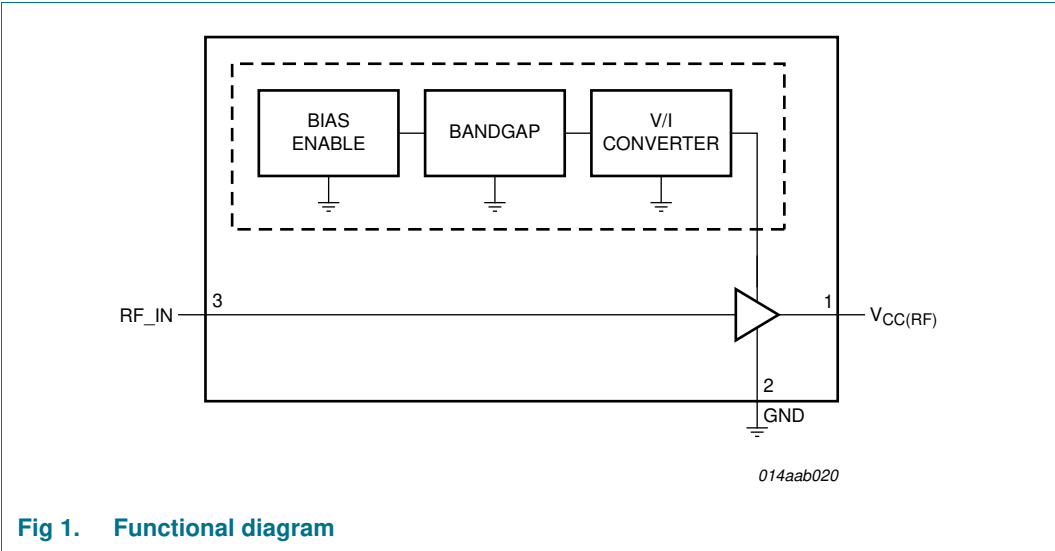 BIAS
ENABLE
BANDGAP
V/I
CONVERTER
RF_IN
3
1
VCC(RF)
2
GND
014aab020
Fig 1. Functional diagram